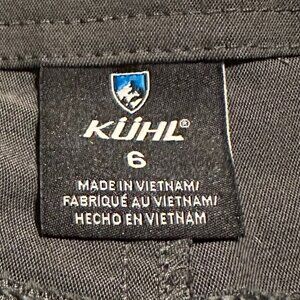 KÜHL®
6
MADE IN VIETNAM/
FABRIQUÉ AU VIETNAM/
HECHO EN VIETNAM